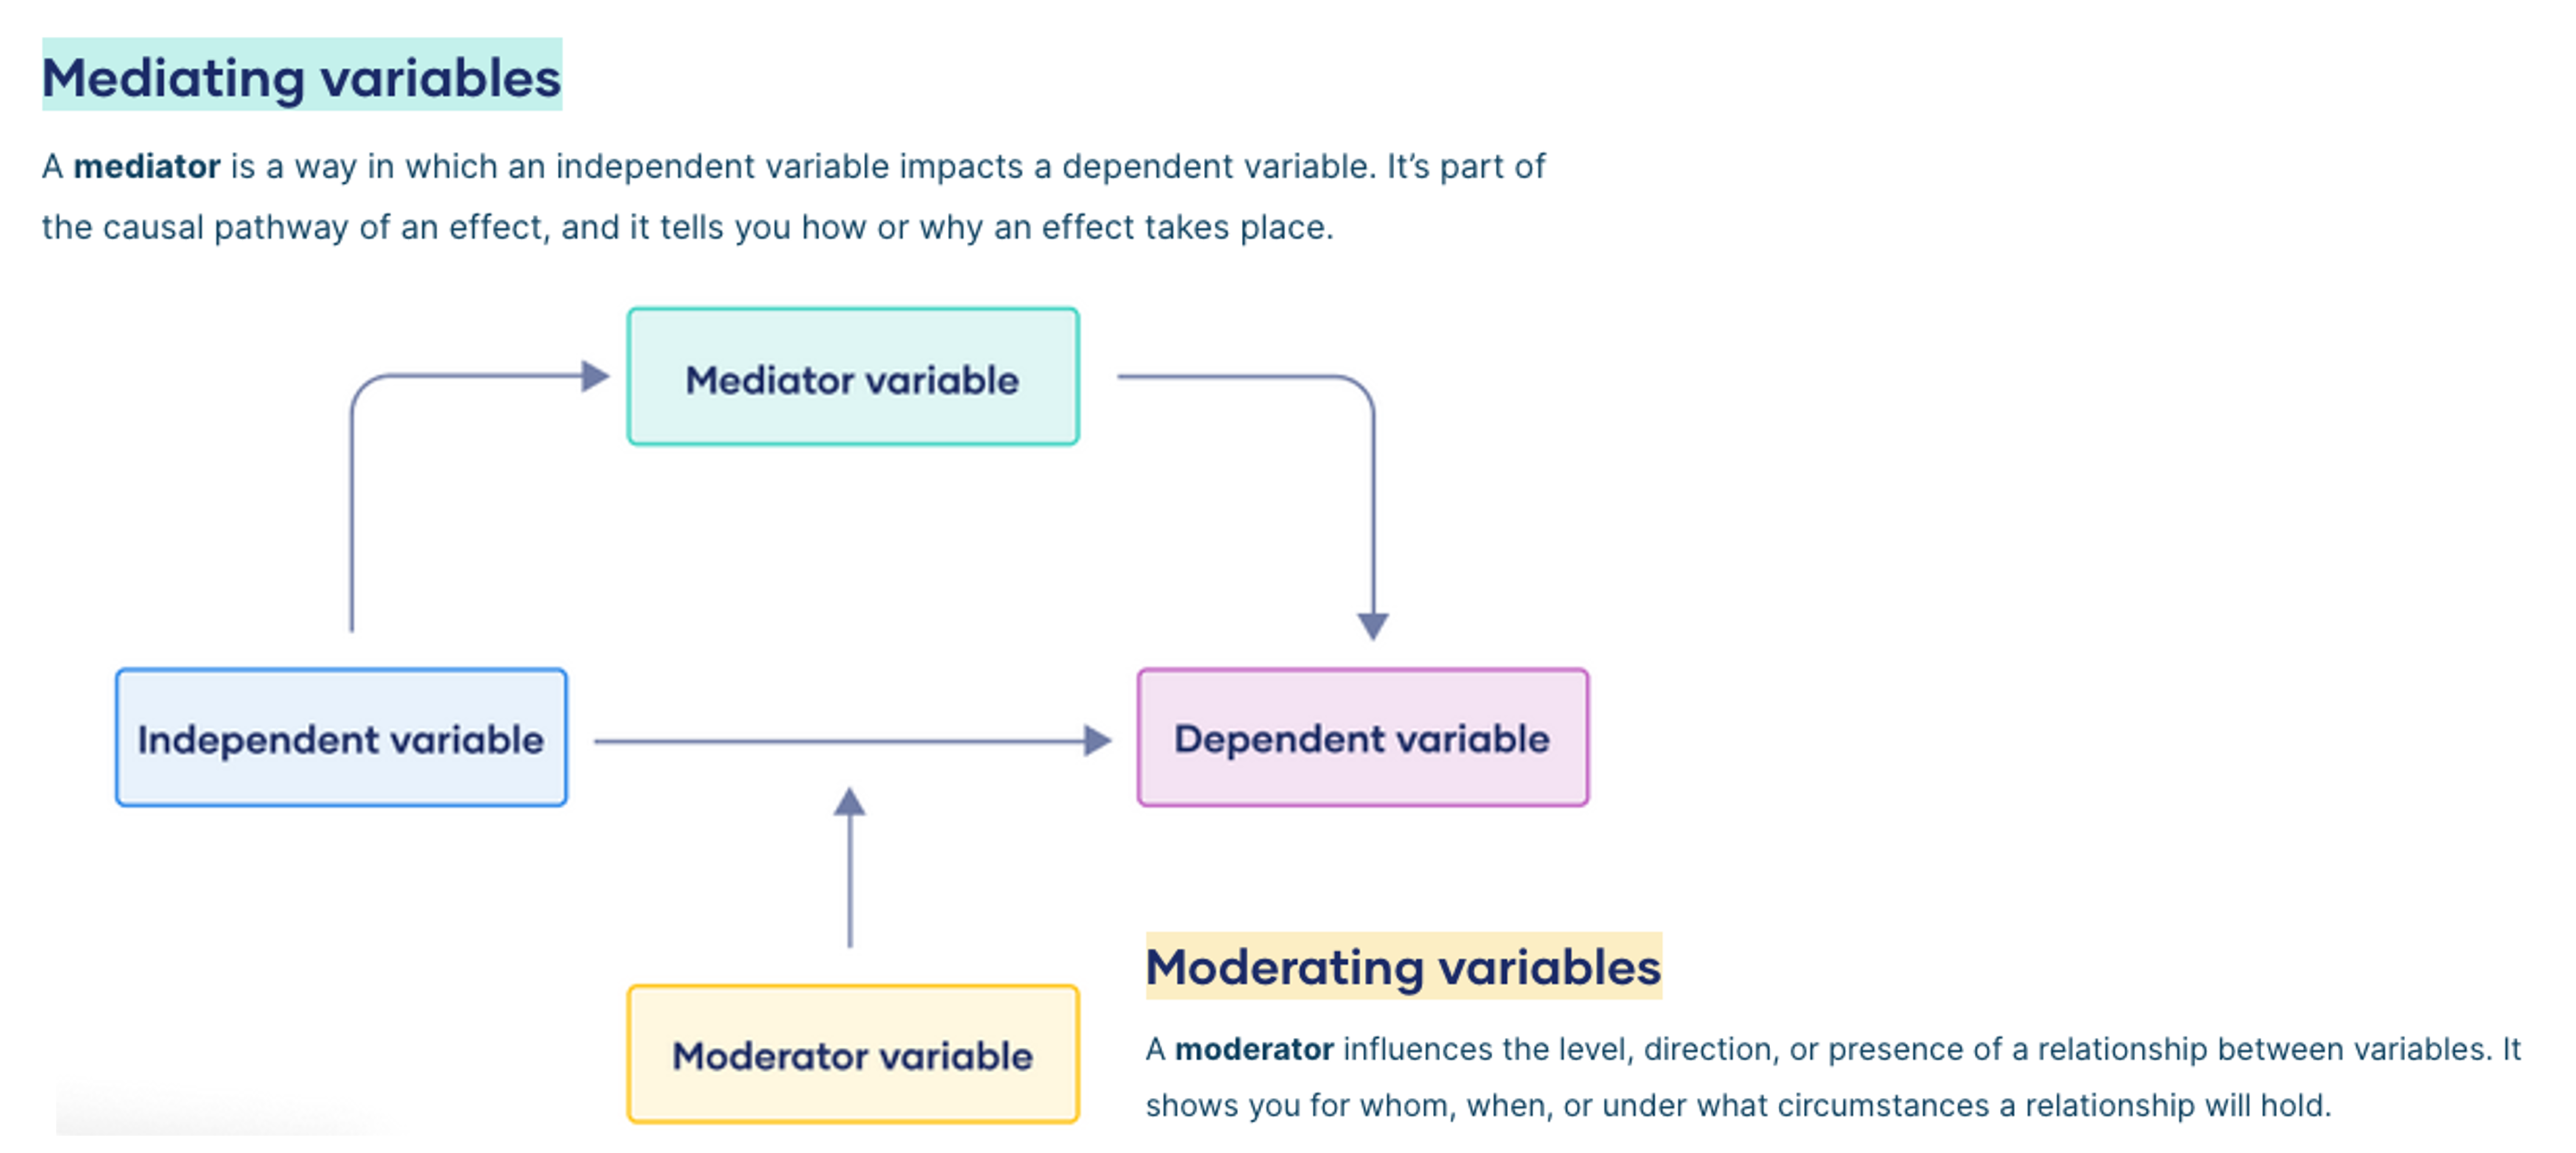 Mediating variables
A mediator is a way in which an independent variable impacts a dependent variable. It’s part of
the causal pathway of an effect, and it tells you how or why an effect takes place.
Mediator variable
Independent variable
Dependent variable
Moderator variable
Moderating variables
A moderator influences the level, direction, or presence of a relationship between variables. It
shows you for whom, when, or under what circumstances a relationship will hold.